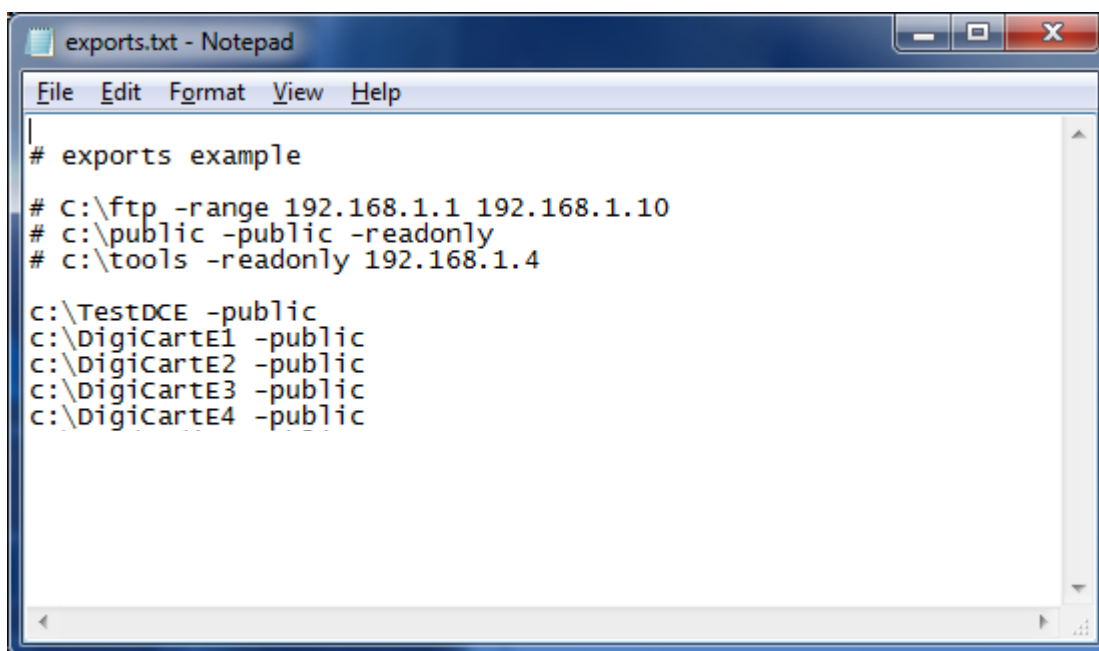 exports.txt - Notepad
File Edit Format View Help
# exports example
# C:\ftp -range 192.168.1.1 192.168.1.10
# c:\public -public -readonly
# c:\tools -readonly 192.168.1.4
c:\TestDCE -public
c:\DigiCartE1 -public
c:\DigiCartE2 -public
c:\DigiCartE3 -public
c:\DigiCartE4 -public